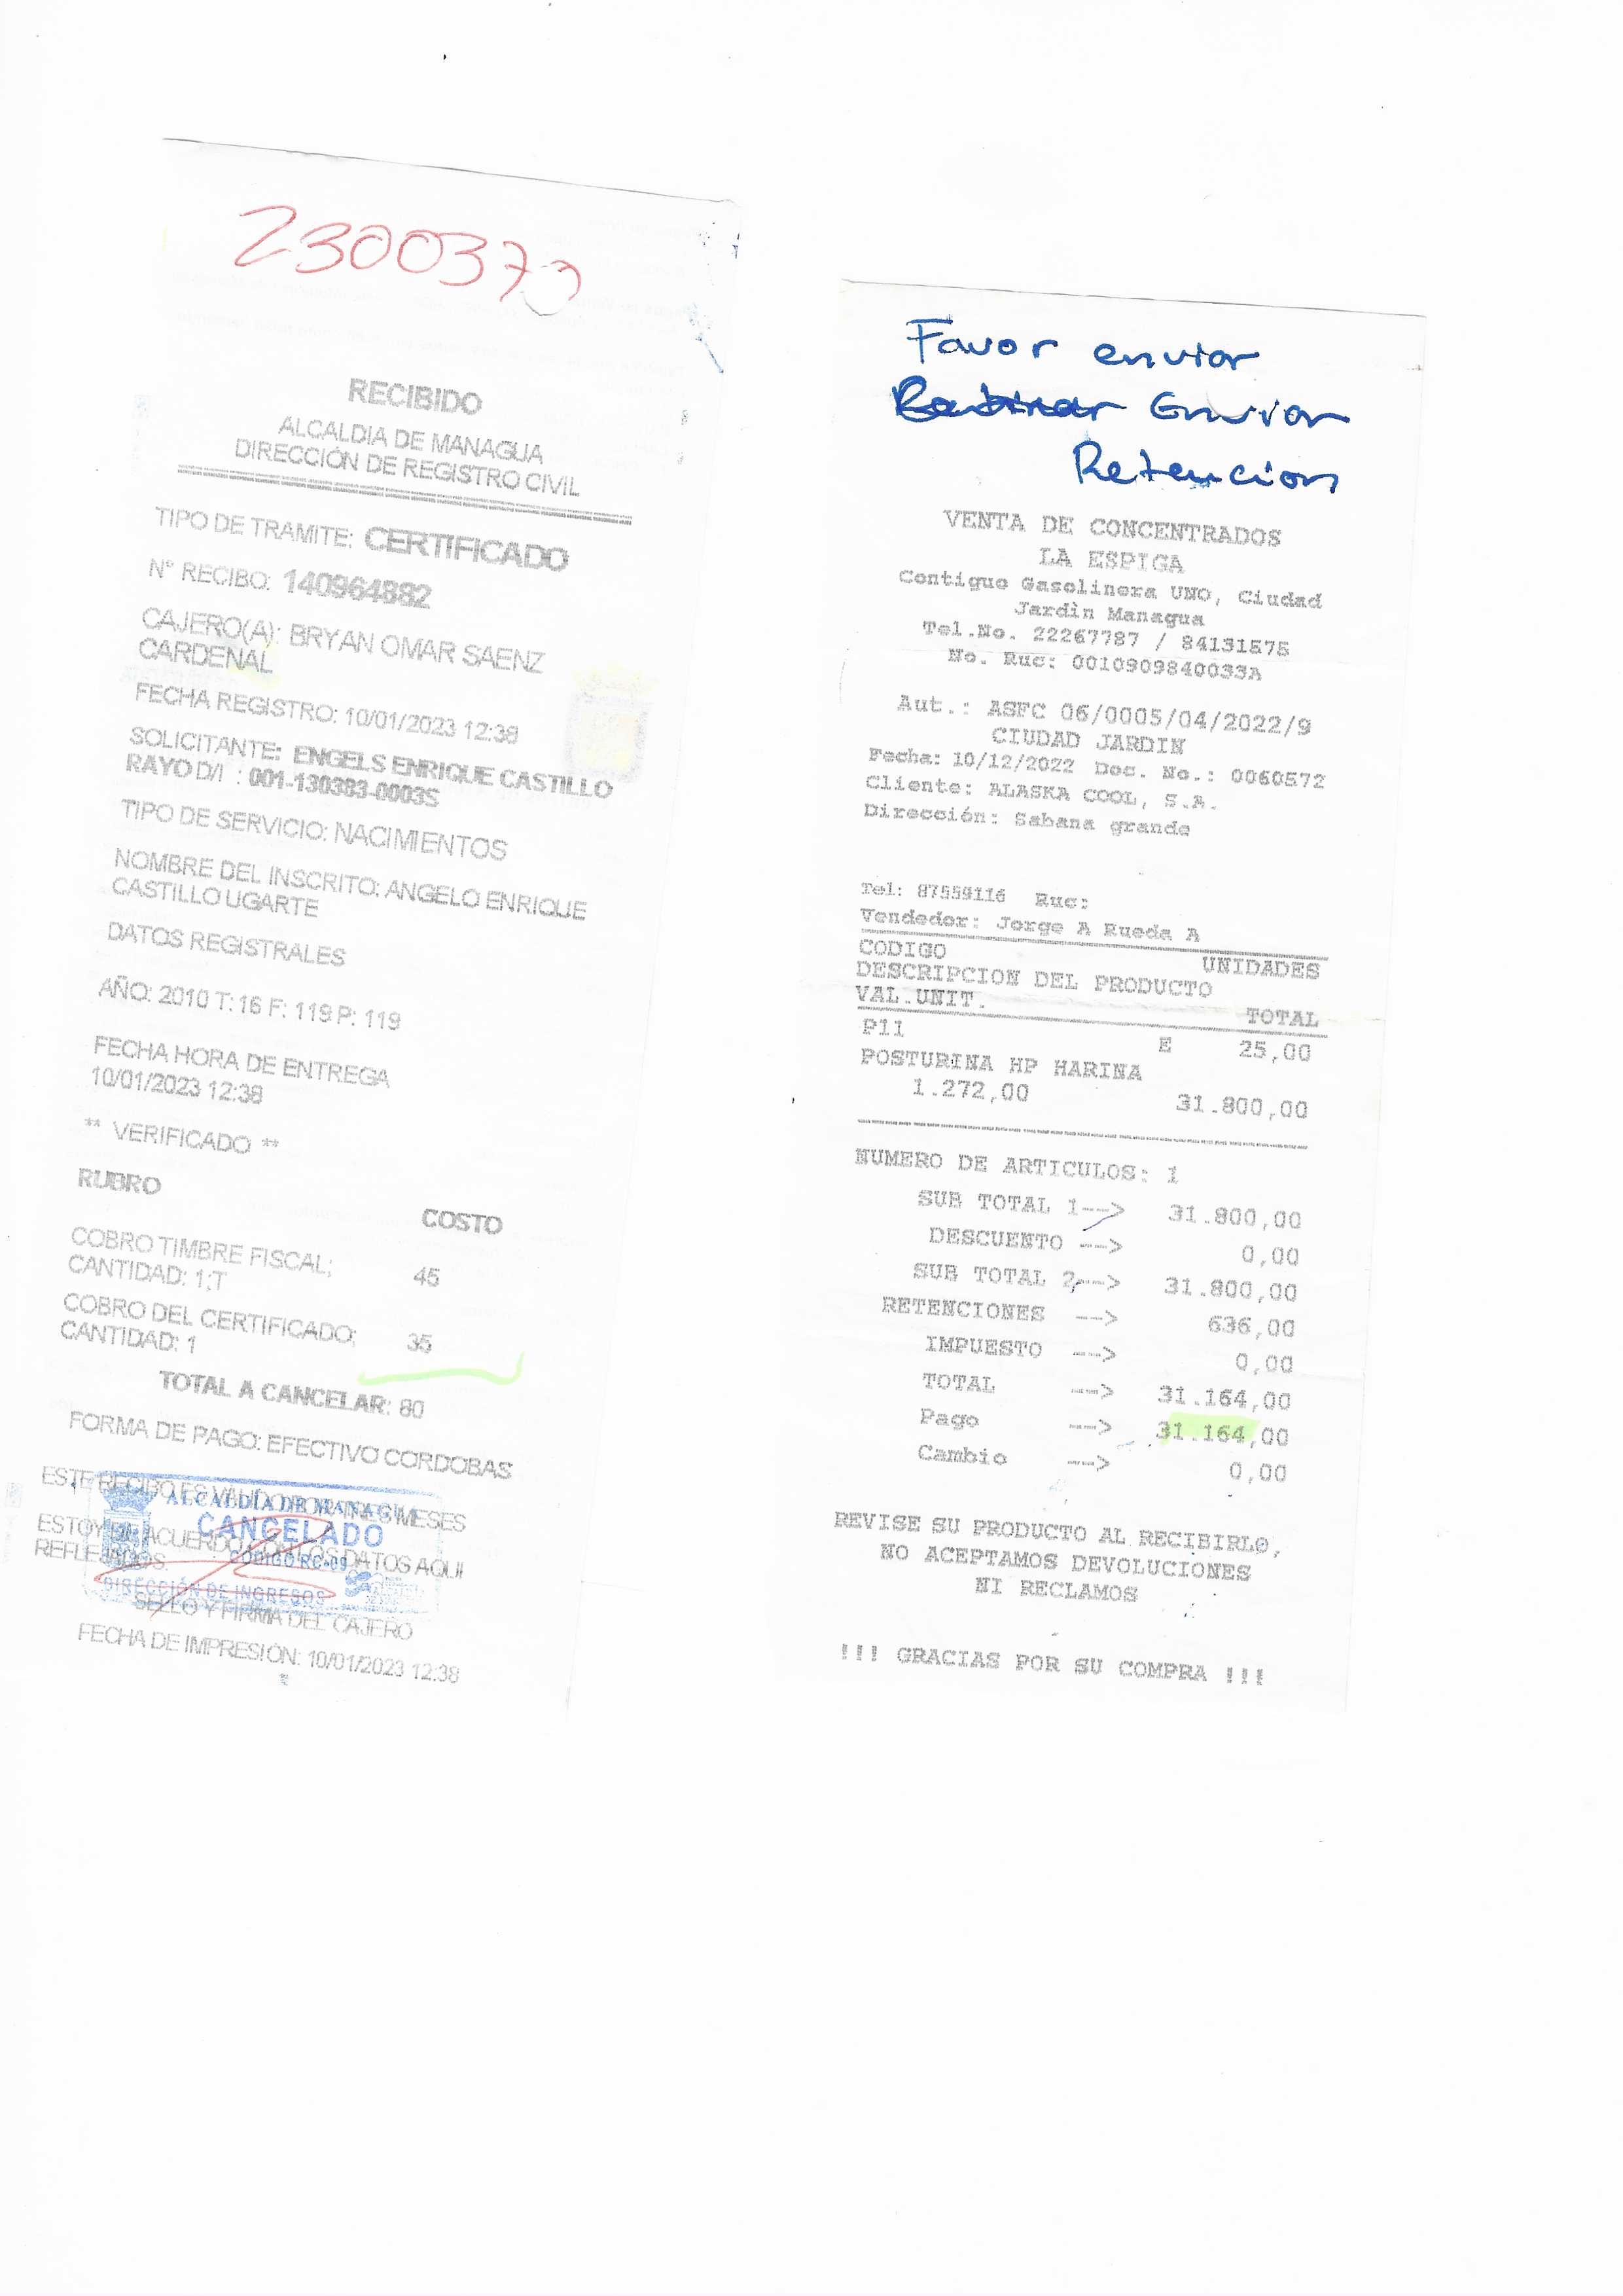 2300370
RECIBIDO
ALCALDIA DE MANAGUA
DIRECCIÓN DE REGISTRO CIVIL
TIPO DE TRAMITE: CERTIFICADO
N° RECIBO: 140964882
CAJERO(A): BRYAN OMAR SAENZ
CARDENAL
FECHA REGISTRO: 10/01/2023 12:38
SOLICITANTE: ENGELS ENRIQUE CASTILLO
RAYO D/I : 001-130383-0003S
TIPO DE SERVICIO: NACIMIENTOS
NOMBRE DEL INSCRITO: ANGELO ENRIQUE
CASTILLO UGARTE
DATOS REGISTRALES
AÑO: 2010 T: 16 F: 119 P: 119
FECHA HORA DE ENTREGA
10/01/2023 12:38
** VERIFICADO **
RUBRO COSTO
COBRO TIMBRE FISCAL;
CANTIDAD: 1;T 45
COBRO DEL CERTIFICADO;
CANTIDAD: 1 35
TOTAL A CANCELAR: 80
FORMA DE PAGO: EFECTIVO CORDOBAS
ESTE RECIBO ES VALIDO MESES
ALCALDÍA DE MANAGUA
CANCELADO
ESTOY DE ACUERDO CON LOS DATOS AQUI
REFLEJADOS.
CODIGO RC-09
DIRECCIÓN DE INGRESOS
SELLO Y FIRMA DEL CAJERO
FECHA DE IMPRESIÓN: 10/01/2023 12:38
Favor enviar
Enviar
Retencion
VENTA DE CONCENTRADOS
LA ESPIGA
Contiguo Gasolinera UNO, Ciudad
Jardìn Managua
Tel.No. 22267787 / 84131575
No. Ruc: 0010909840033A
Aut.: ASFC 06/0005/04/2022/9
CIUDAD JARDIN
Fecha: 10/12/2022 Doc. No.: 0060572
Cliente: ALASKA COOL, S.A.
Dirección: Sabana grande
Tel: 87559116 Ruc:
Vendedor: Jorge A Rueda A
CODIGO UNIDADES
DESCRIPCION DEL PRODUCTO
VAL.UNIT. TOTAL
P11 E 25,00
POSTURINA HP HARINA
1.272,00 31.800,00
NUMERO DE ARTICULOS: 1
SUB TOTAL 1--> 31.800,00
DESCUENTO --> 0,00
SUB TOTAL 2--> 31.800,00
RETENCIONES --> 636,00
IMPUESTO --> 0,00
TOTAL --> 31.164,00
Pago --> 31.164,00
Cambio --> 0,00
REVISE SU PRODUCTO AL RECIBIRLO,
NO ACEPTAMOS DEVOLUCIONES
NI RECLAMOS
!!! GRACIAS POR SU COMPRA !!!